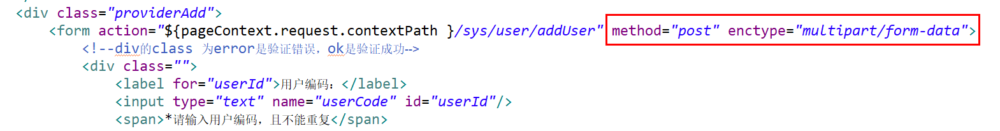 <div class="providerAdd">
<form action="${pageContext.request.contextPath }/sys/user/addUser" method="post" enctype="multipart/form-data">
<!--div的class 为error是验证错误，ok是验证成功-->
<div class="">
<label for="userId">用户编码：</label>
<input type="text" name="userCode" id="userId"/>
<span>*请输入用户编码，且不能重复</span>